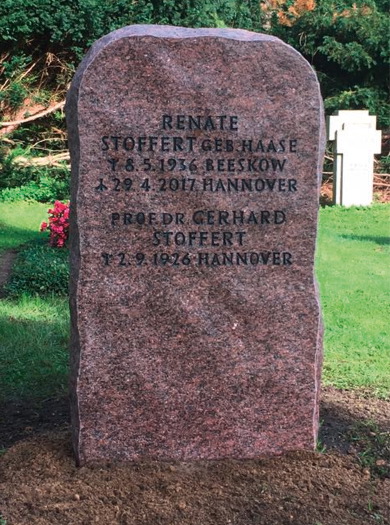 RENATE
STOFFERT GEB HAASE
ᛉ 8.5.1936 BEESKOW
ᛣ 29.4.2017 HANNOVER
PROF. DR. GERHARD
STOFFERT
ᛉ 2.9.1926 HANNOVER